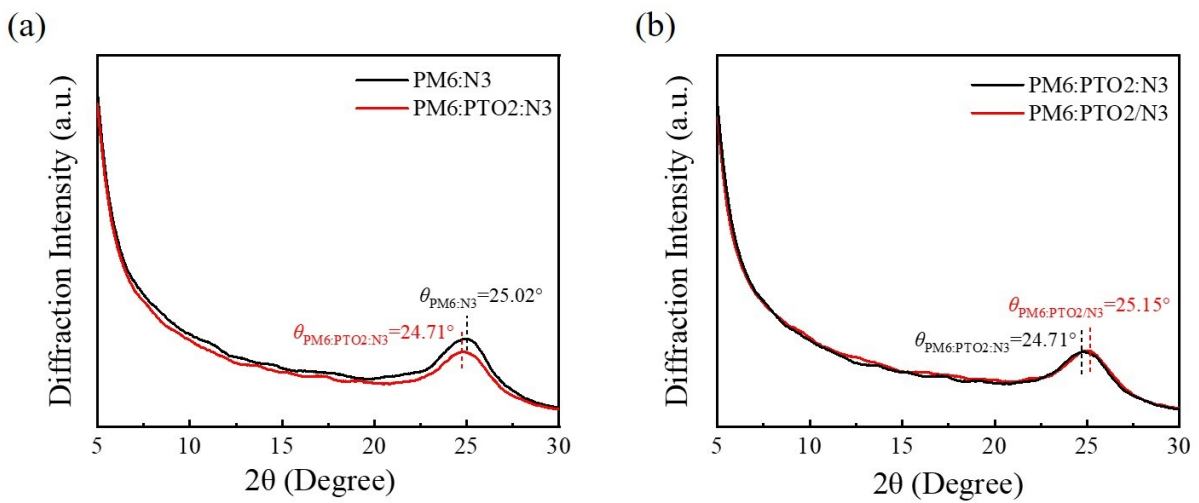 (a)
Diffraction Intensity (a.u.)
PM6:N3
PM6:PTO2:N3
θPM6:N3=25.02°
θPM6:PTO2:N3=24.71°
5 10 15 20 25 30
2θ (Degree)
(b)
Diffraction Intensity (a.u.)
PM6:PTO2:N3
PM6:PTO2/N3
θPM6:PTO2/N3=25.15°
θPM6:PTO2:N3=24.71°
5 10 15 20 25 30
2θ (Degree)